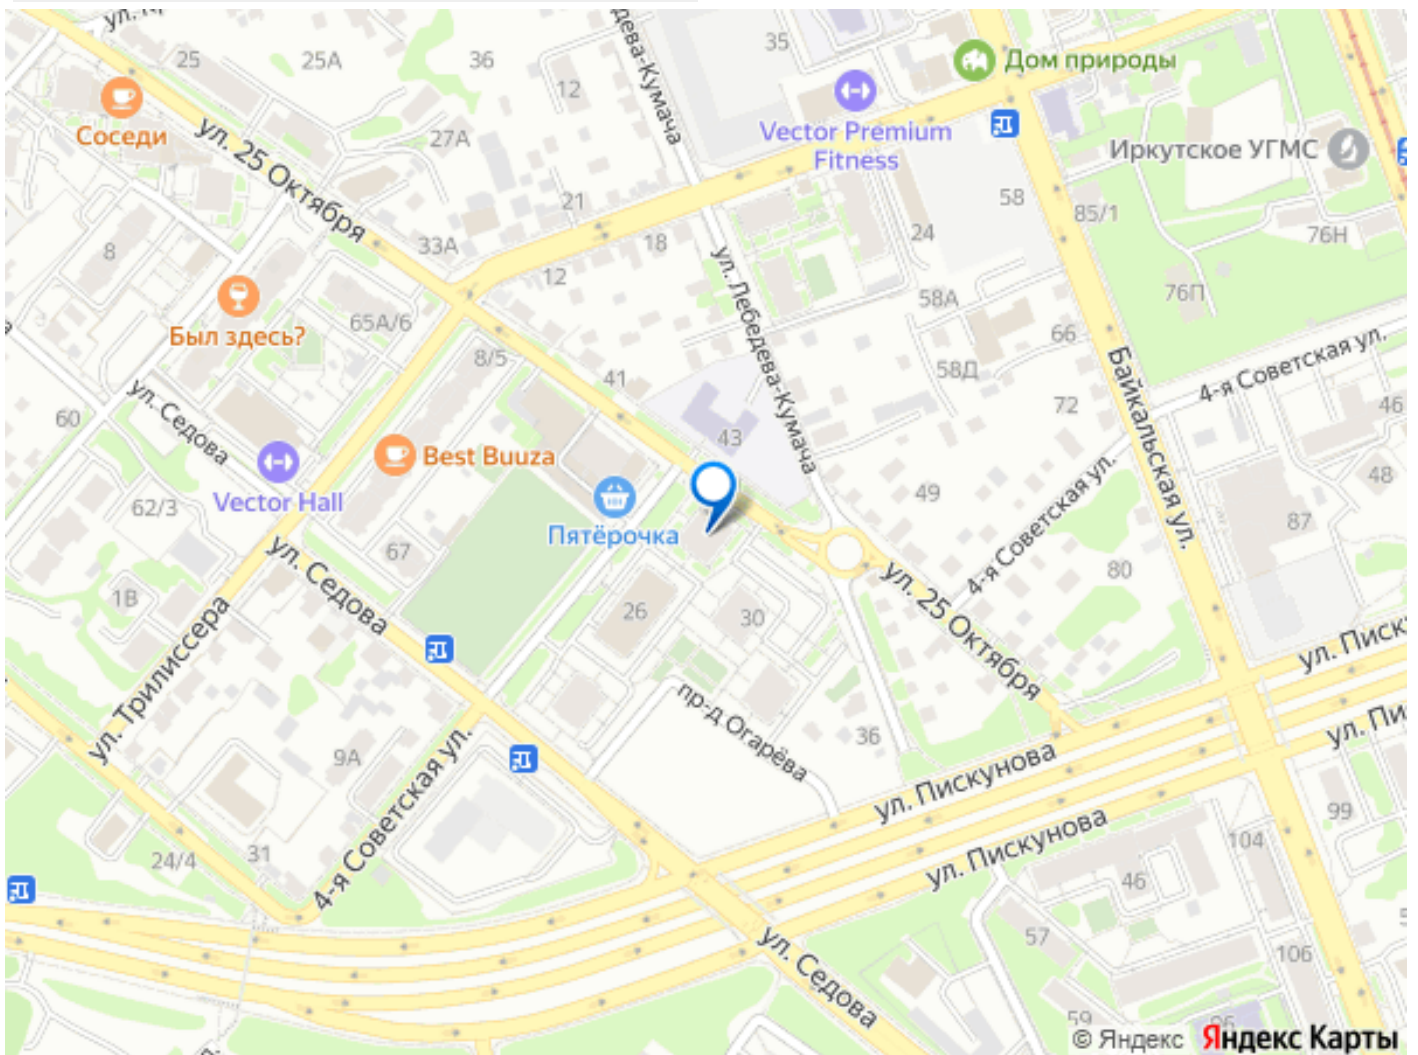 25
25А
36
35
12
Дом природы
Соседи
ул. 25 Октября
27А
Vector Premium
Fitness
Иркутское УГМС
21
58
85/1
8
33А
18
24
76Н
12
58А
76П
Был здесь?
65А/6
ул. Лебедева-Кумача
66
8/5
58Д
4-я Советская ул.
41
Байкальская ул.
60
ул. Седова
43
72
46
Best Buuza
48
Vector Hall
49
4-я Советская ул.
62/3
Пятёрочка
87
67
ул. Седова
80
1В
26
30
ул. 25 Октября
ул. Трилиссера
пр-д Огарёва
9А
36
ул. Пискунова
4-я Советская ул.
99
ул. Пискунова
104
24/4
31
46
57
106
ул. Седова
59
© Яндекс Яндекс Карты